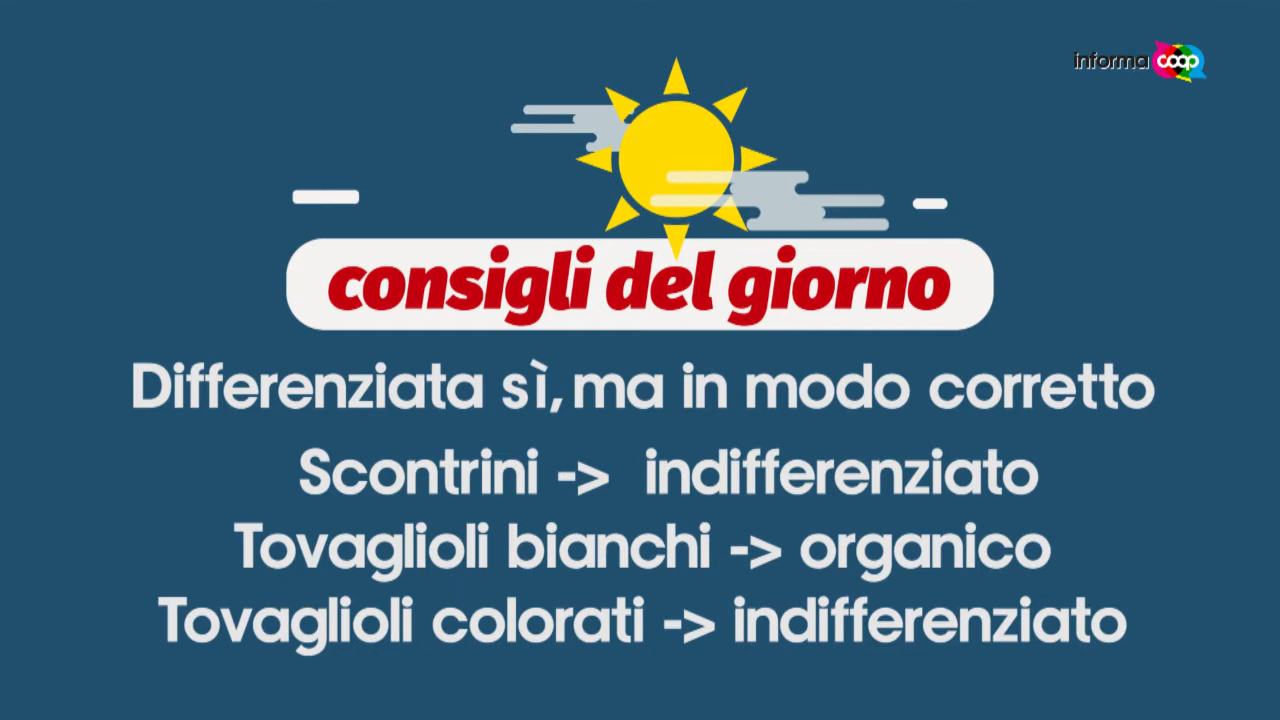 informa coop
consigli del giorno
Differenziata sì, ma in modo corretto
Scontrini -> indifferenziato
Tovaglioli bianchi -> organico
Tovaglioli colorati -> indifferenziato